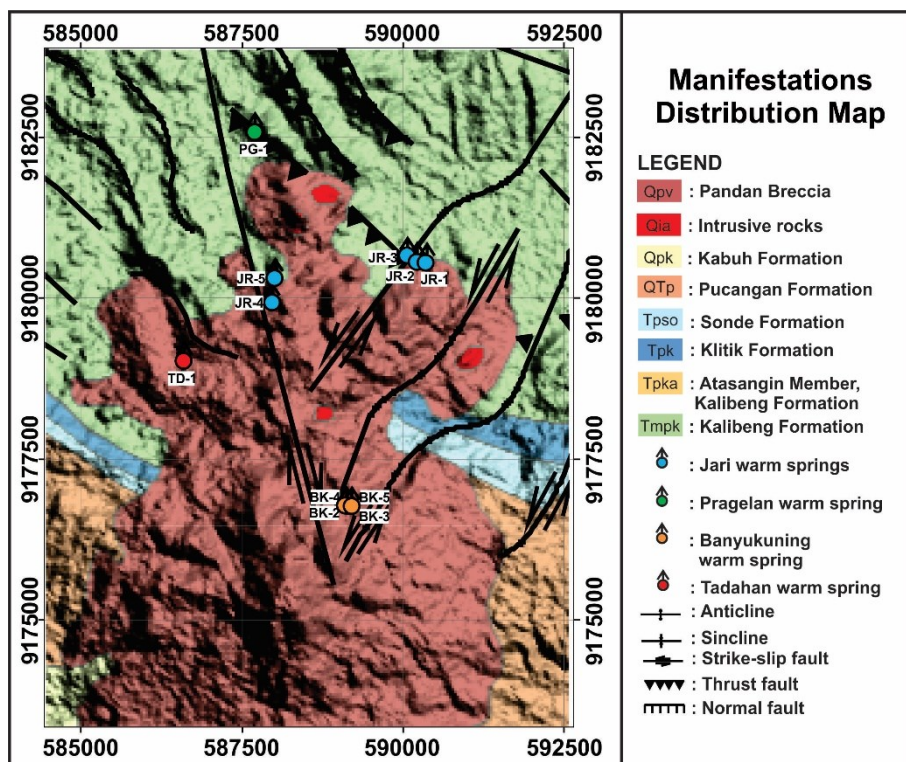 585000 587500 590000 592500
Manifestations
Distribution Map
9182500
9180000
9177500
9175000
PG-1
JR-3
JR-2
JR-1
JR-5
JR-4
TD-1
BK-4
BK-5
BK-2
BK-3
9182500
9180000
9177500
9175000
585000 587500 590000 592500
LEGEND
Qpv : Pandan Breccia
Qia : Intrusive rocks
Qpk : Kabuh Formation
QTp : Pucangan Formation
Tpso : Sonde Formation
Tpk : Klitik Formation
Tpka : Atasangin Member,
Kalibeng Formation
Tmpk : Kalibeng Formation
: Jari warm springs
: Pragelan warm spring
: Banyukuning
warm spring
: Tadahan warm spring
: Anticline
: Sincline
: Strike-slip fault
: Thrust fault
: Normal fault